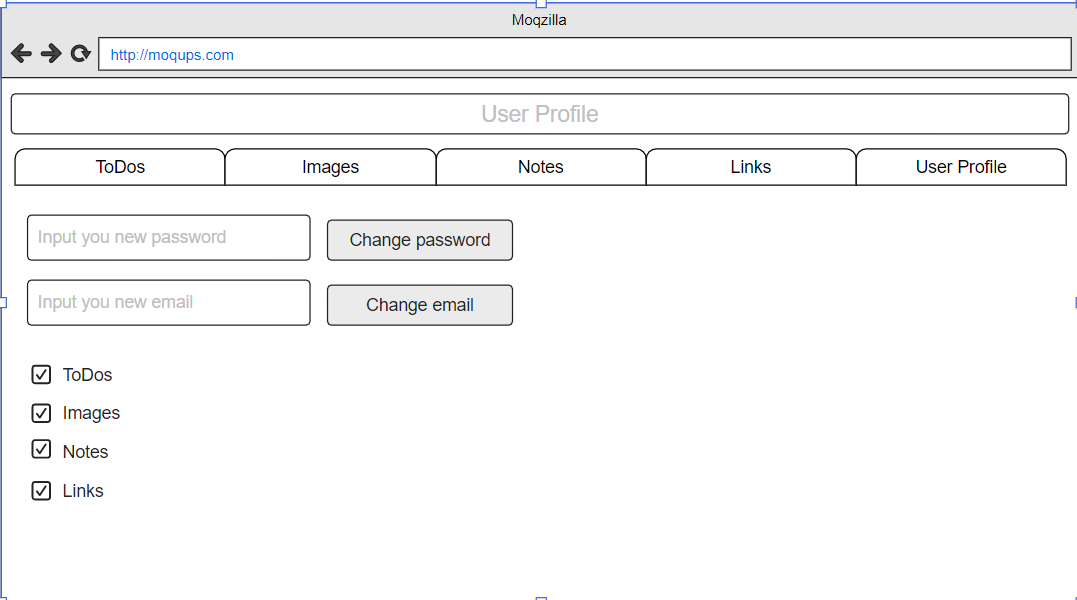 Moqzilla
http://moqups.com
User Profile
ToDos Images Notes Links User Profile
Input you new password Change password
Input you new email Change email
ToDos
Images
Notes
Links